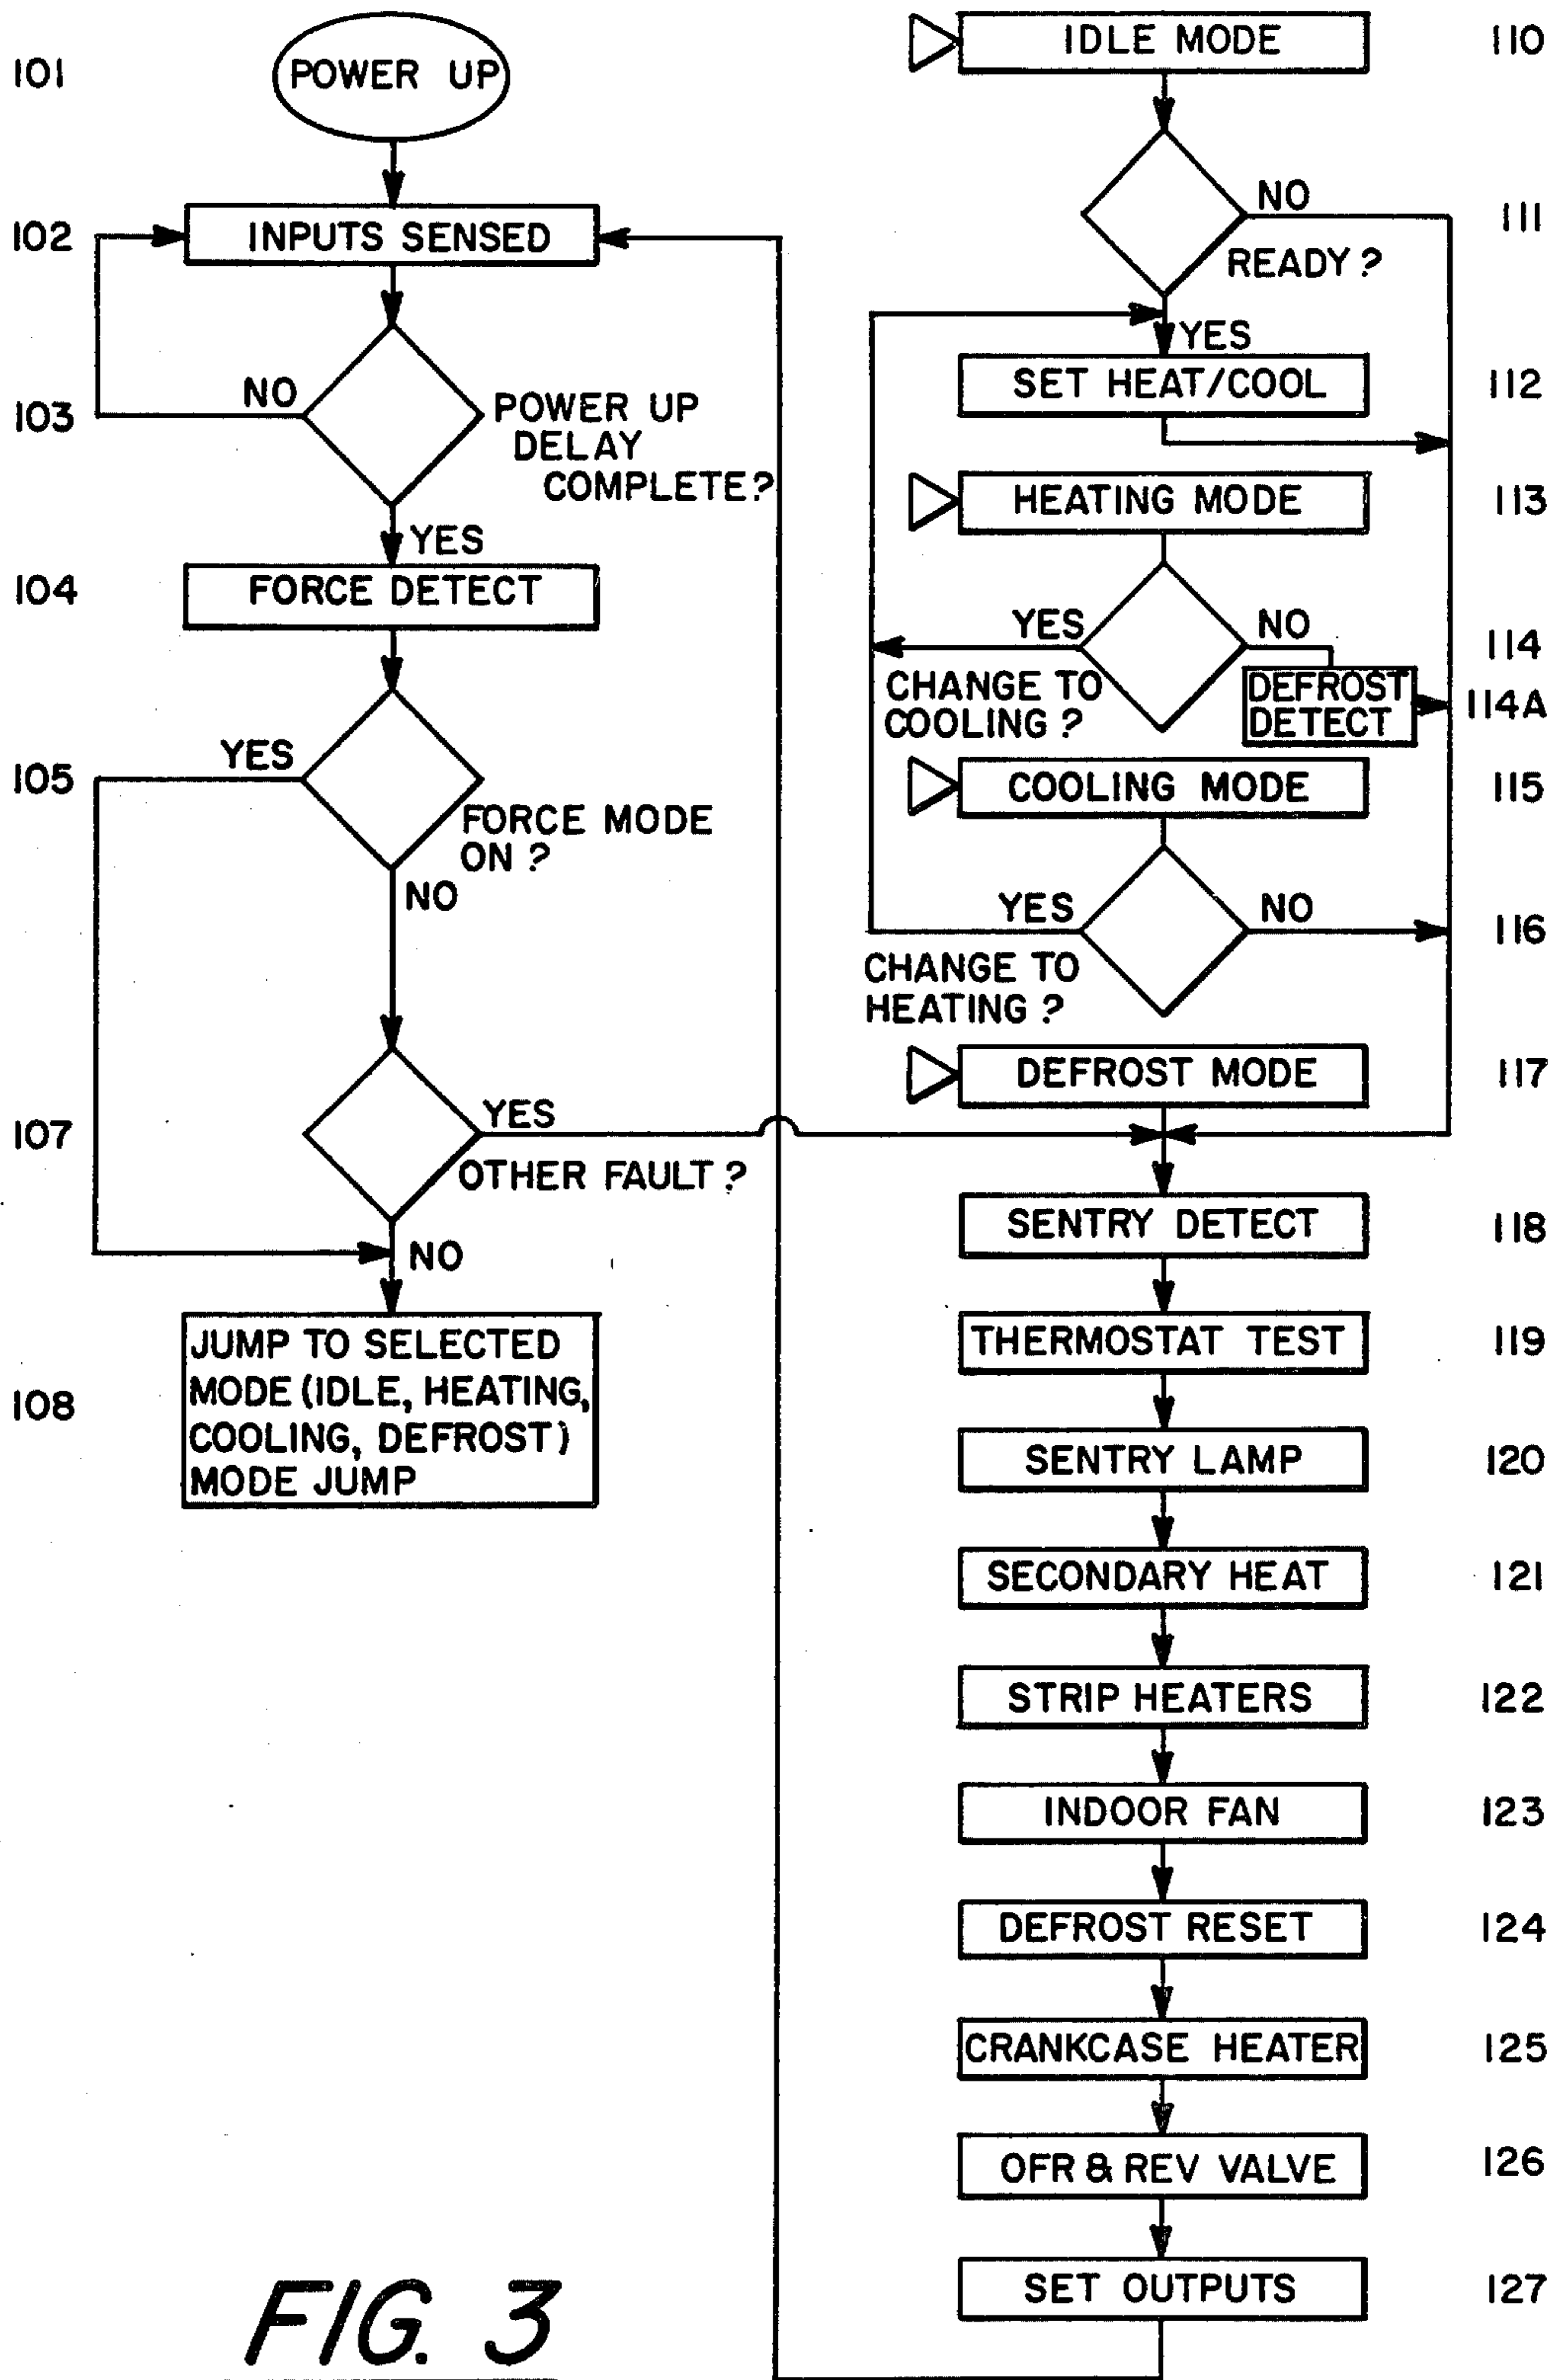 101
POWER UP
102
INPUTS SENSED
103
NO
POWER UP
DELAY
COMPLETE?
YES
104
FORCE DETECT
105
YES
FORCE MODE
ON?
NO
107
YES
OTHER FAULT?
NO
108
JUMP TO SELECTED
MODE (IDLE, HEATING,
COOLING, DEFROST)
MODE JUMP
IDLE MODE
110
NO
111
READY?
YES
SET HEAT/COOL
112
HEATING MODE
113
YES
NO
114
CHANGE TO
COOLING?
DEFROST
DETECT
114A
COOLING MODE
115
YES
NO
116
CHANGE TO
HEATING?
DEFROST MODE
117
SENTRY DETECT
118
THERMOSTAT TEST
119
SENTRY LAMP
120
SECONDARY HEAT
121
STRIP HEATERS
122
INDOOR FAN
123
DEFROST RESET
124
CRANKCASE HEATER
125
OFR & REV VALVE
126
SET OUTPUTS
127
FIG. 3